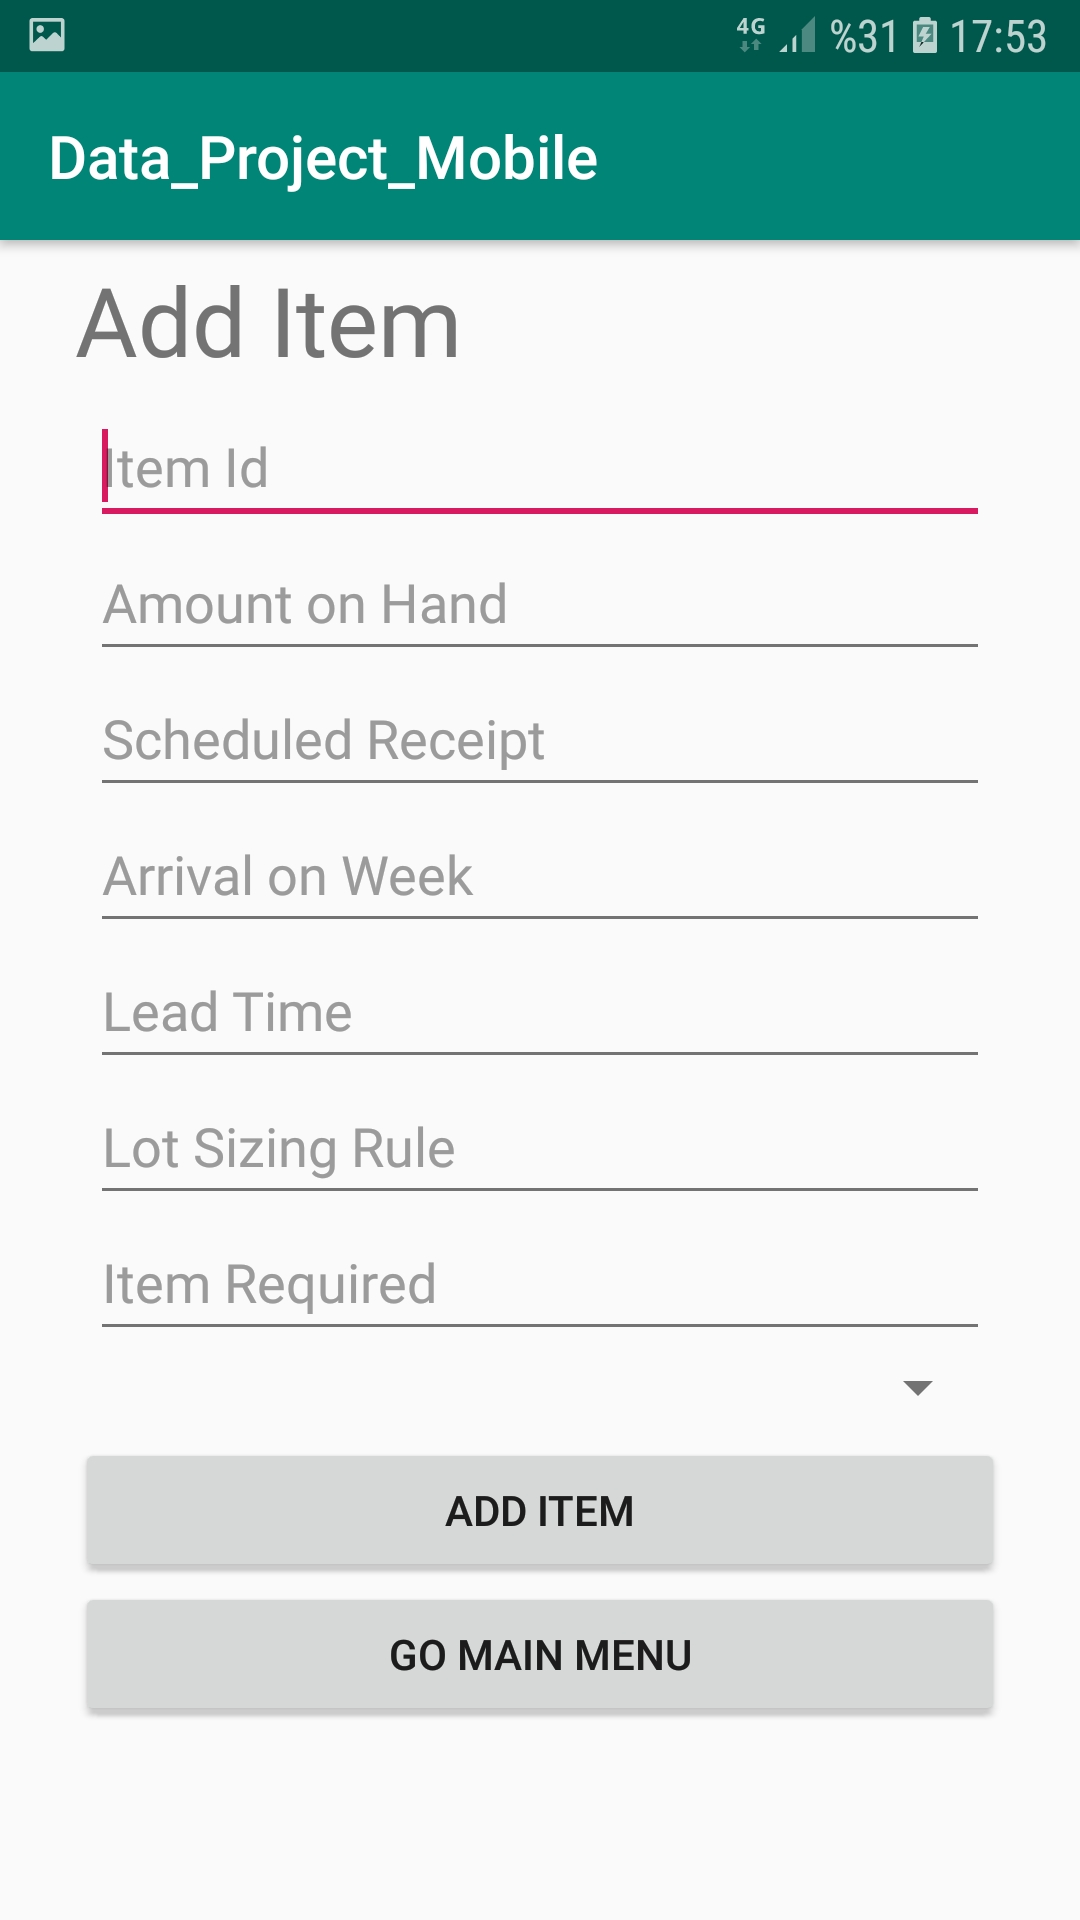 4G %31 17:53
Data_Project_Mobile
Add Item
Item Id
Amount on Hand
Scheduled Receipt
Arrival on Week
Lead Time
Lot Sizing Rule
Item Required
ADD ITEM
GO MAIN MENU